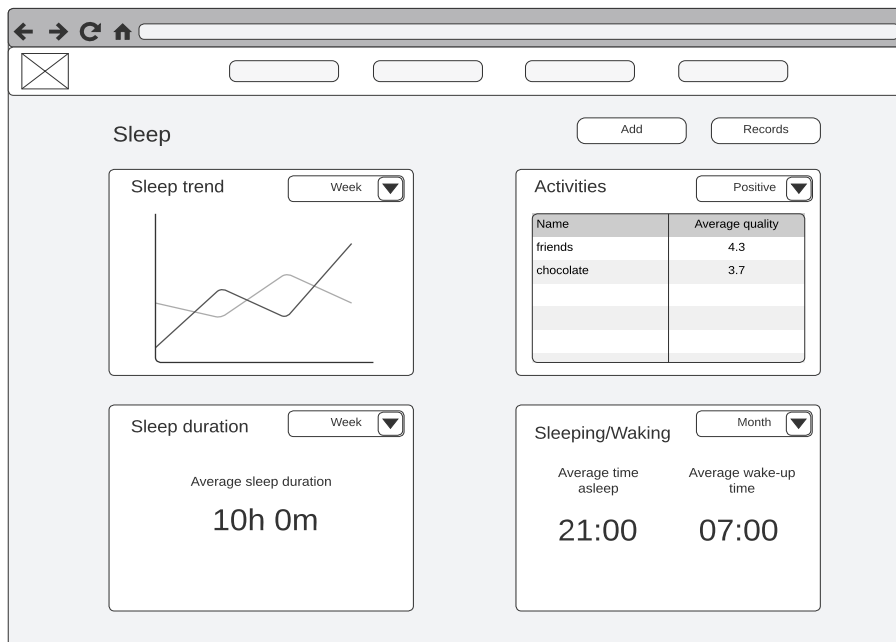 Sleep
Add
Records
Sleep trend
Week
Activities
Positive
Name
Average quality
friends
4.3
chocolate
3.7
Sleep duration
Week
Average sleep duration
10h 0m
Sleeping/Waking
Month
Average time
asleep
Average wake-up
time
21:00
07:00